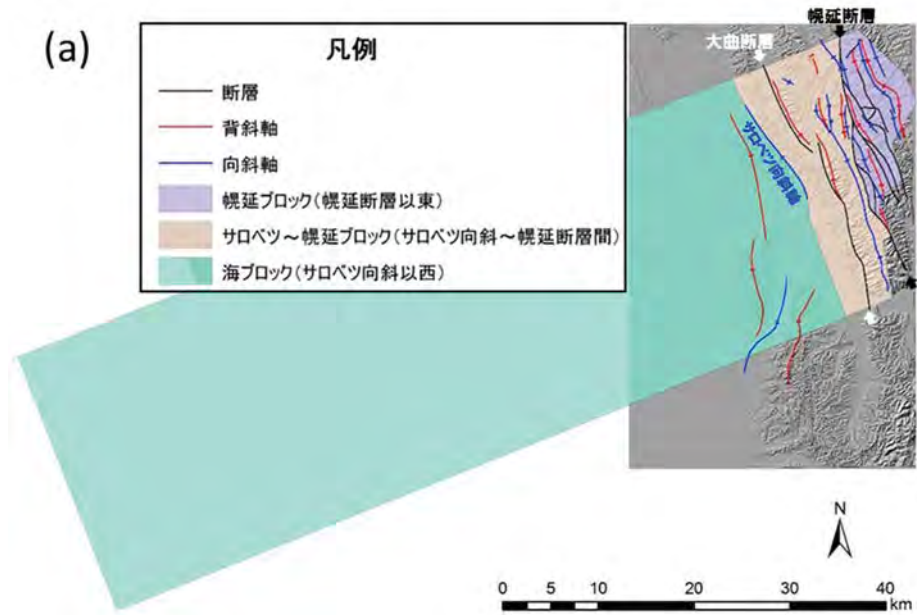 (a)
凡例
断層
背斜軸
向斜軸
幌延ブロック(幌延断層以東)
サロベツ～幌延ブロック(サロベツ向斜～幌延断層間)
海ブロック(サロベツ向斜以西)
幌延断層
大曲断層
サロベツ向斜軸
N
0 5 10 20 30 40
km